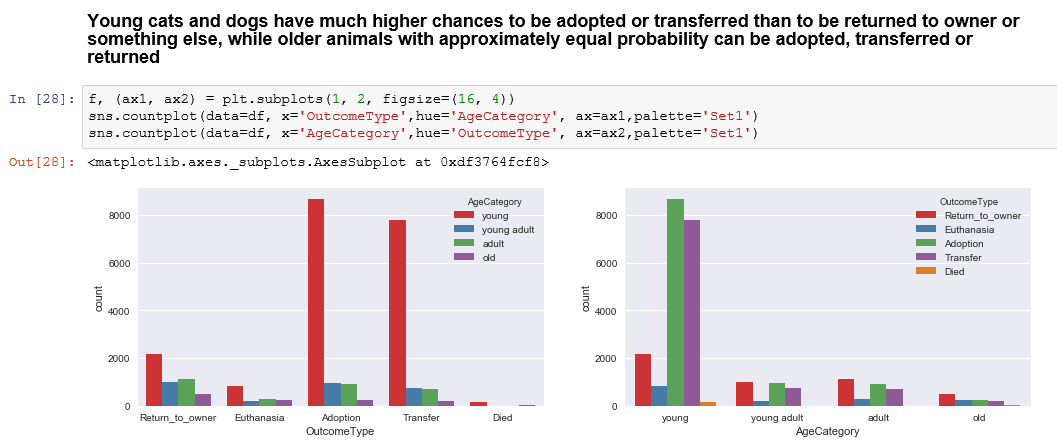 Young cats and dogs have much higher chances to be adopted or transferred than to be returned to owner or
something else, while older animals with approximately equal probability can be adopted, transferred or
returned
In [28]: f, (ax1, ax2) = plt.subplots(1, 2, figsize=(16, 4))
sns.countplot(data=df, x='OutcomeType',hue='AgeCategory', ax=ax1,palette='Set1')
sns.countplot(data=df, x='AgeCategory',hue='OutcomeType', ax=ax2,palette='Set1')
Out[28]: <matplotlib.axes._subplots.AxesSubplot at 0xdf3764fcf8>
AgeCategory
young
young adult
adult
old
8000
6000
4000
2000
0
count
Return_to_owner Euthanasia Adoption Transfer Died
OutcomeType
OutcomeType
Return_to_owner
Euthanasia
Adoption
Transfer
Died
8000
6000
4000
2000
0
count
young young adult adult old
AgeCategory